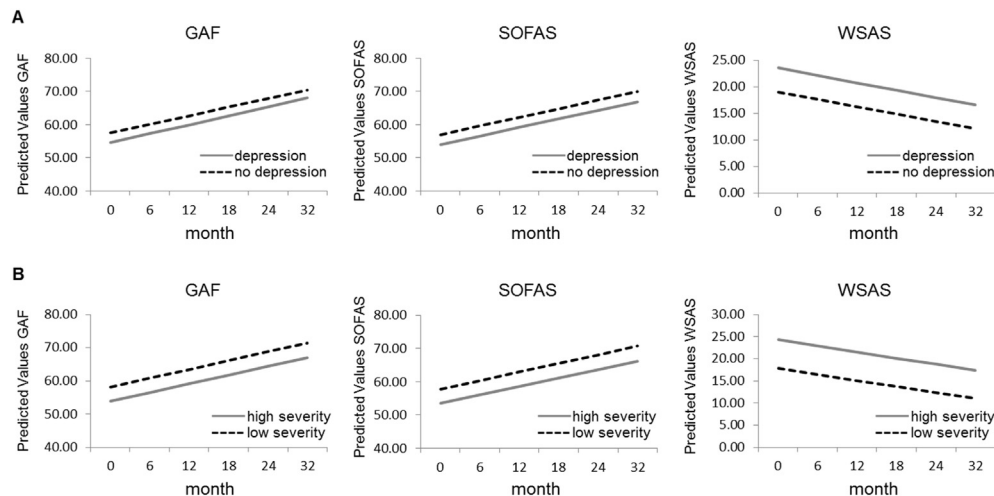 A
GAF
Predicted Values GAF
80.00
70.00
60.00
50.00
40.00
depression
no depression
0 6 12 18 24 32
month
SOFAS
Predicted Values SOFAS
80.00
70.00
60.00
50.00
40.00
depression
no depression
0 6 12 18 24 32
month
WSAS
Predicted Values WSAS
25.00
20.00
15.00
10.00
5.00
0.00
depression
no depression
0 6 12 18 24 32
month
B
GAF
Predicted Values GAF
80.00
70.00
60.00
50.00
40.00
high severity
low severity
0 6 12 18 24 32
month
SOFAS
Predicted Values SOFAS
80.00
70.00
60.00
50.00
40.00
high severity
low severity
0 6 12 18 24 32
month
WSAS
Predicted Values WSAS
30.00
25.00
20.00
15.00
10.00
5.00
0.00
high severity
low severity
0 6 12 18 24 32
month